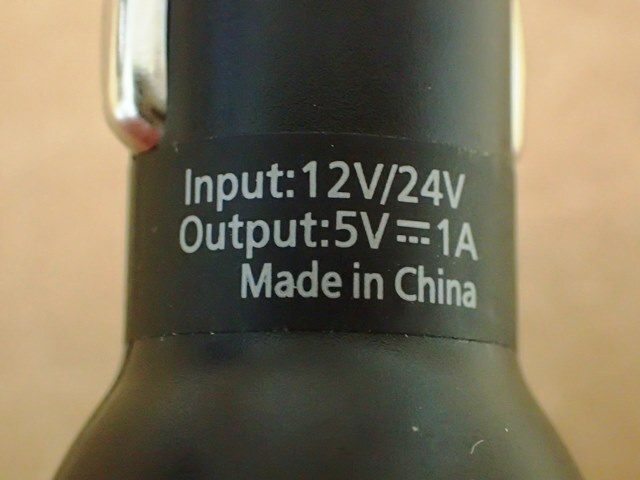 Input:12V/24V
Output:5V⎓1A
Made in China